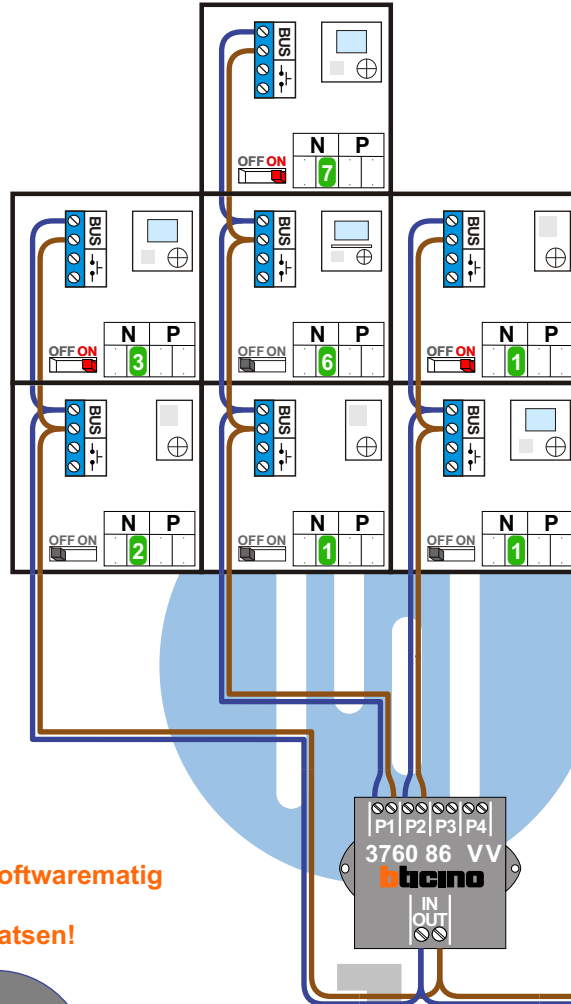 BUS
N P
OFF ON
7
BUS
N P
OFF ON
3
BUS
N P
OFF ON
6
BUS
N P
OFF ON
1
BUS
N P
OFF ON
2
BUS
N P
OFF ON
1
BUS
N P
OFF ON
1
P1 P2 P3 P4
3760 86 VV
bticino
IN
OUT
oftwarematig
atsen!